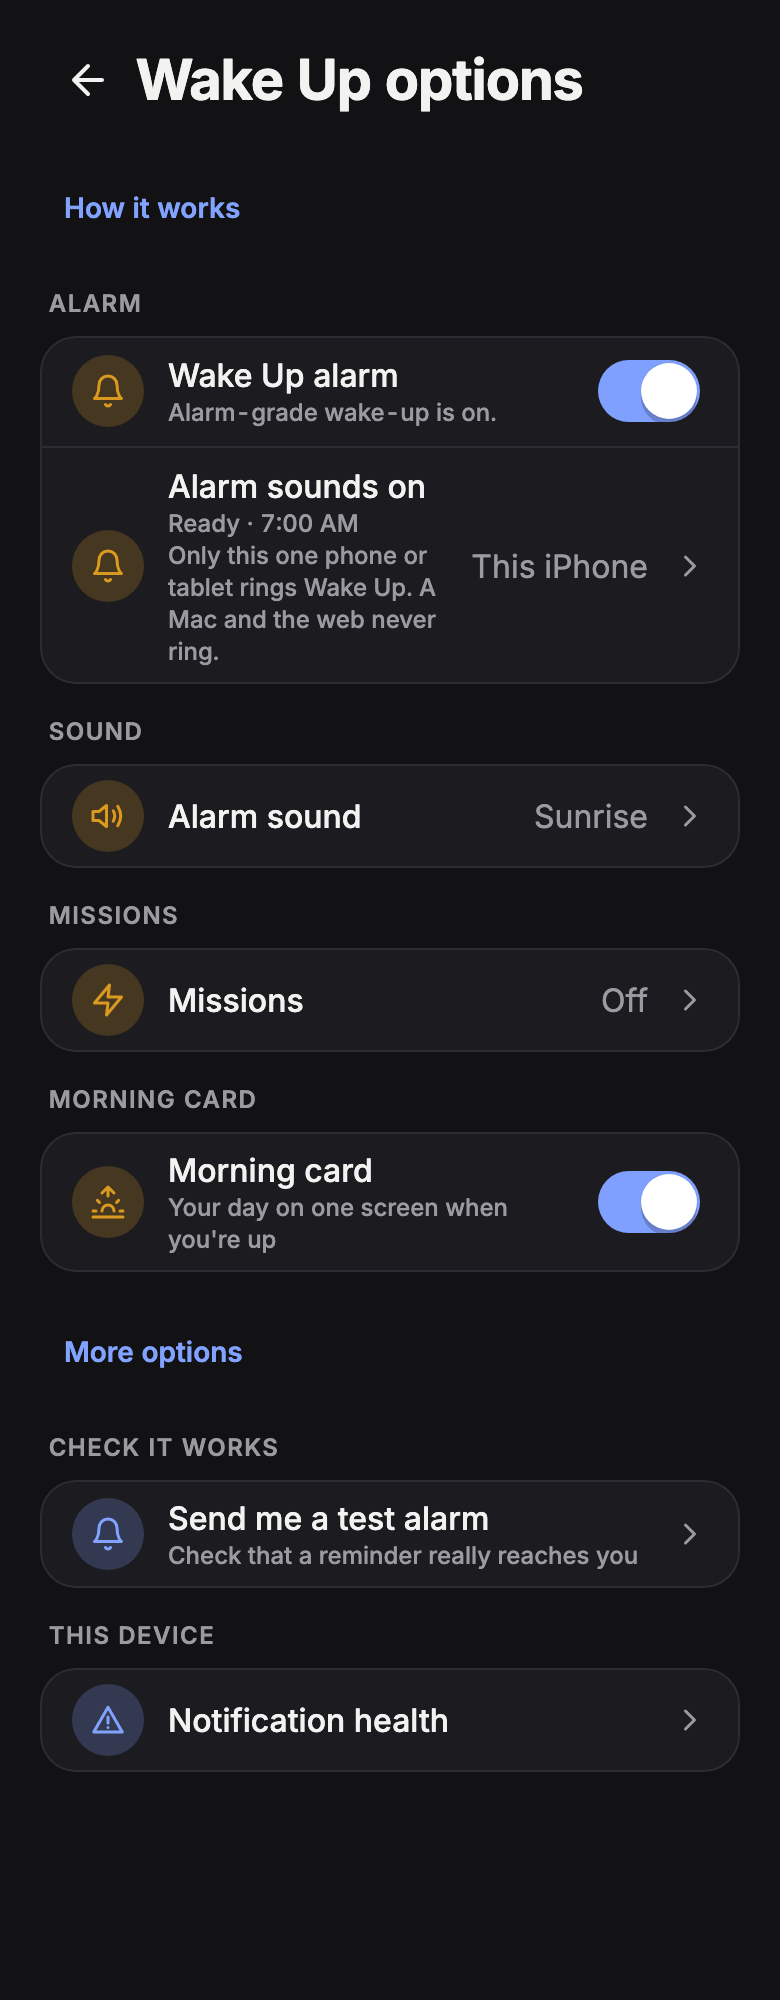 Wake Up options
How it works
ALARM
Wake Up alarm
Alarm-grade wake-up is on.
Alarm sounds on
Ready · 7:00 AM
Only this one phone or
tablet rings Wake Up. A
Mac and the web never
ring.
This iPhone
SOUND
Alarm sound
Sunrise
MISSIONS
Missions
Off
MORNING CARD
Morning card
Your day on one screen when
you're up
More options
CHECK IT WORKS
Send me a test alarm
Check that a reminder really reaches you
THIS DEVICE
Notification health